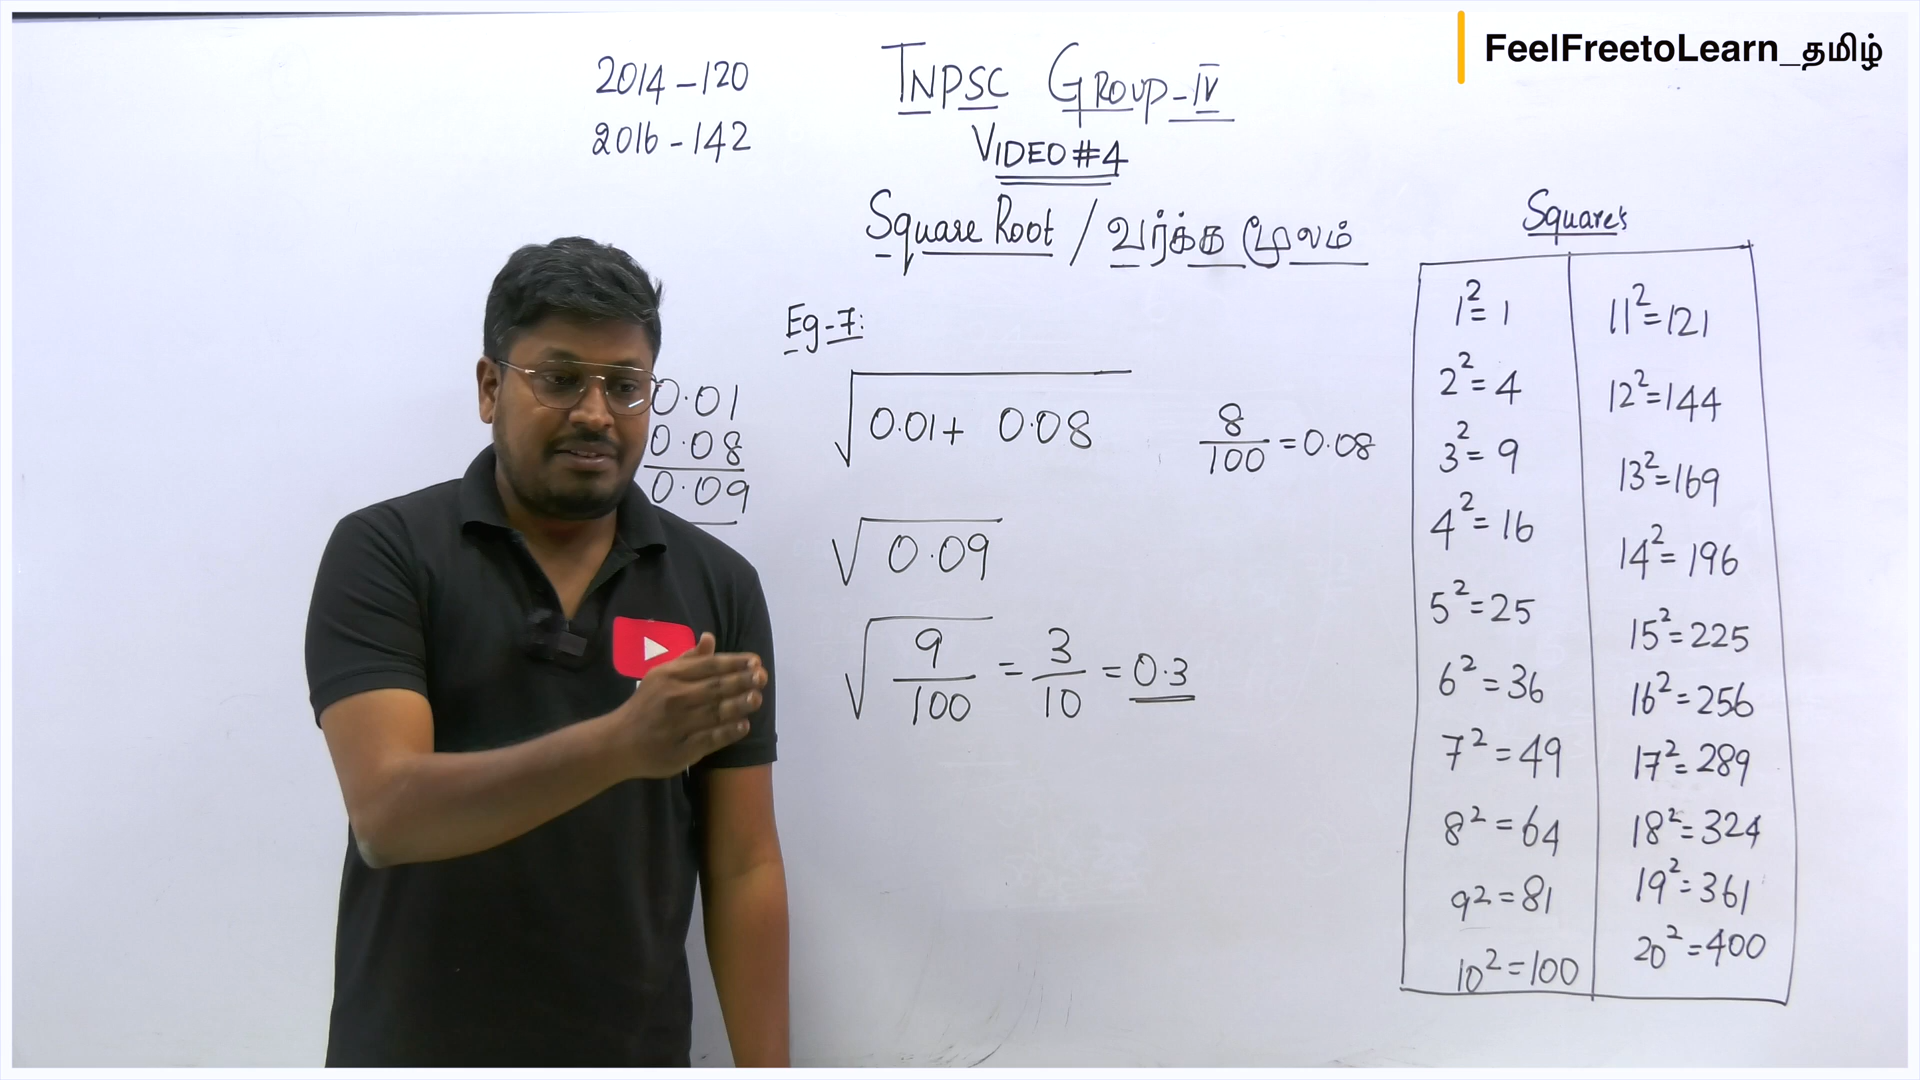 FeelFreetoLearn_தமிழ்
2014 - 120
2016 - 142
TNPSC GROUP - IV
VIDEO #4
Square Root / வர்க்க மூலம்
Eg-7:
0.01
0.08
0.09
√0.01 + 0.08
8/100 = 0.08
√0.09
√9/100 = 3/10 = 0.3
Square's
1² = 1
2² = 4
3² = 9
4² = 16
5² = 25
6² = 36
7² = 49
8² = 64
9² = 81
10² = 100
11² = 121
12² = 144
13² = 169
14² = 196
15² = 225
16² = 256
17² = 289
18² = 324
19² = 361
20² = 400